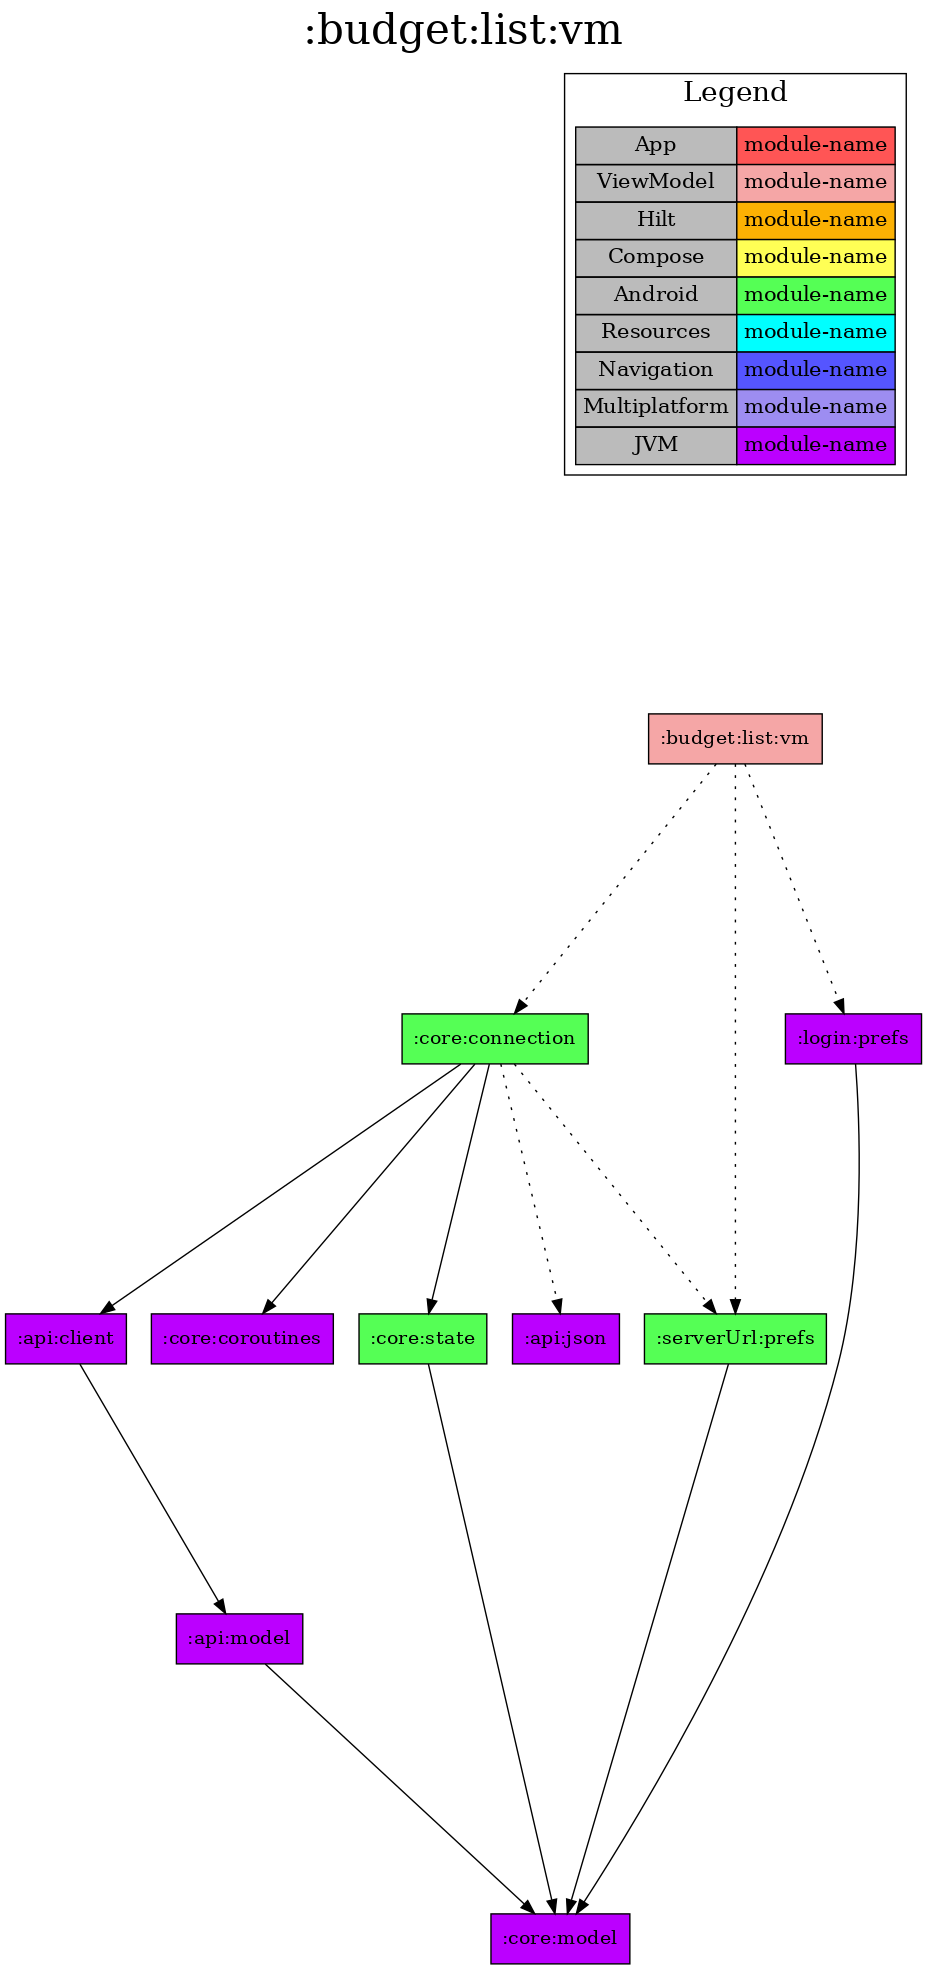 :budget:list:vm
Legend
App module-name
ViewModel module-name
Hilt module-name
Compose module-name
Android module-name
Resources module-name
Navigation module-name
Multiplatform module-name
JVM module-name
:budget:list:vm
:core:connection :login:prefs
:api:client :core:coroutines :core:state :api:json :serverUrl:prefs
:api:model
:core:model